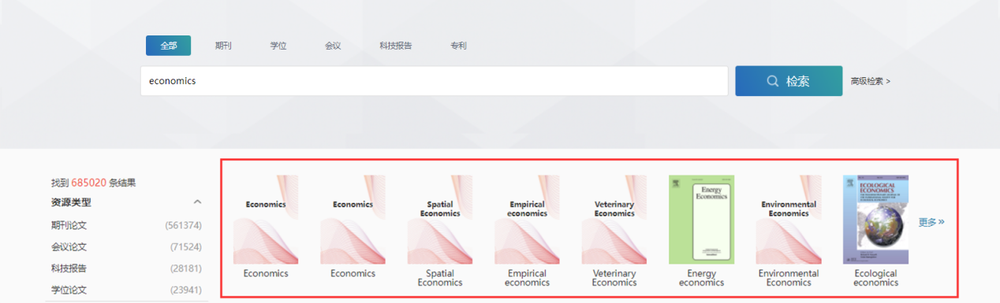 全部 期刊 学位 会议 科技报告 专利
economics 检索 高级检索 >
找到 685020 条结果
资源类型
期刊论文 (561374)
会议论文 (71524)
科技报告 (28181)
学位论文 (23941)
Economics
Economics
Economics
Economics
Spatial
Economics
Spatial
Economics
Empirical
economics
Empirical
economics
Veterinary
Economics
Veterinary
Economics
Energy
Economics
Energy
economics
Environmental
Economics
Environmental
Economics
ECOLOGICAL
ECONOMICS
Ecological
economics
更多 »